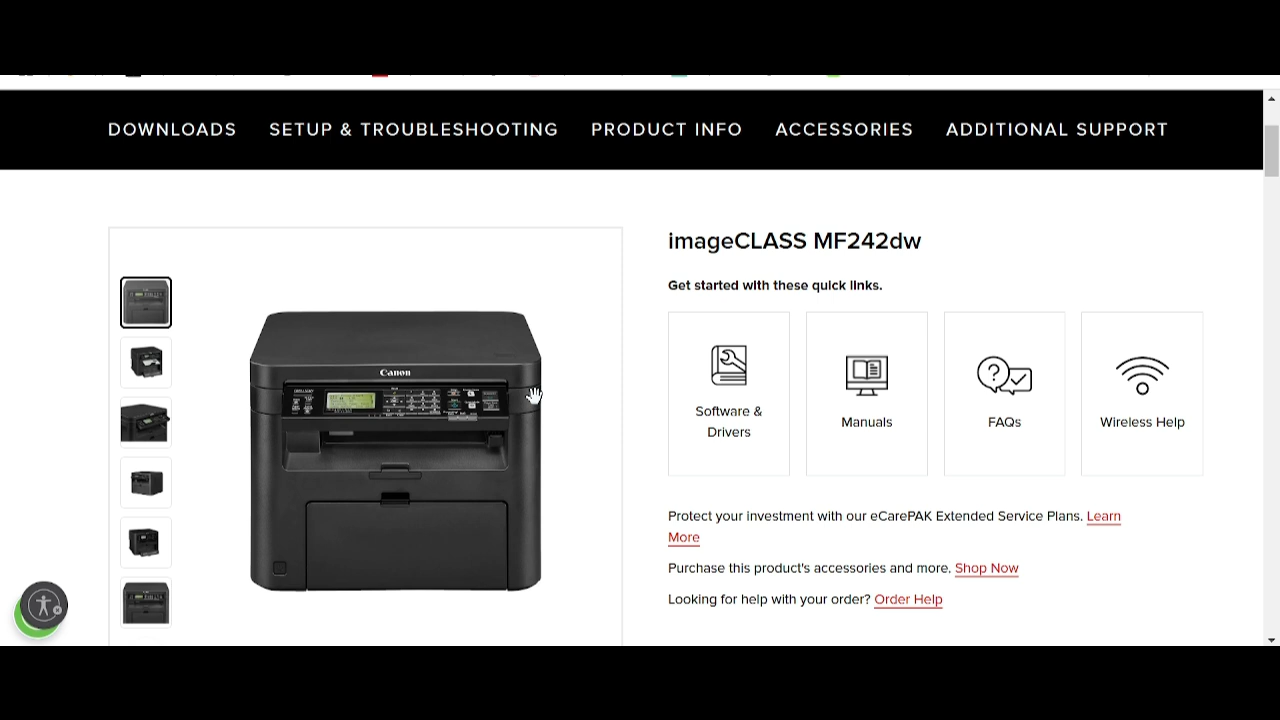 DOWNLOADS SETUP & TROUBLESHOOTING PRODUCT INFO ACCESSORIES ADDITIONAL SUPPORT
imageCLASS MF242dw
Get started with these quick links.
Software &
Drivers
Manuals
FAQs
Wireless Help
Canon
Protect your investment with our eCarePAK Extended Service Plans. Learn
More
Purchase this product's accessories and more. Shop Now
Looking for help with your order? Order Help